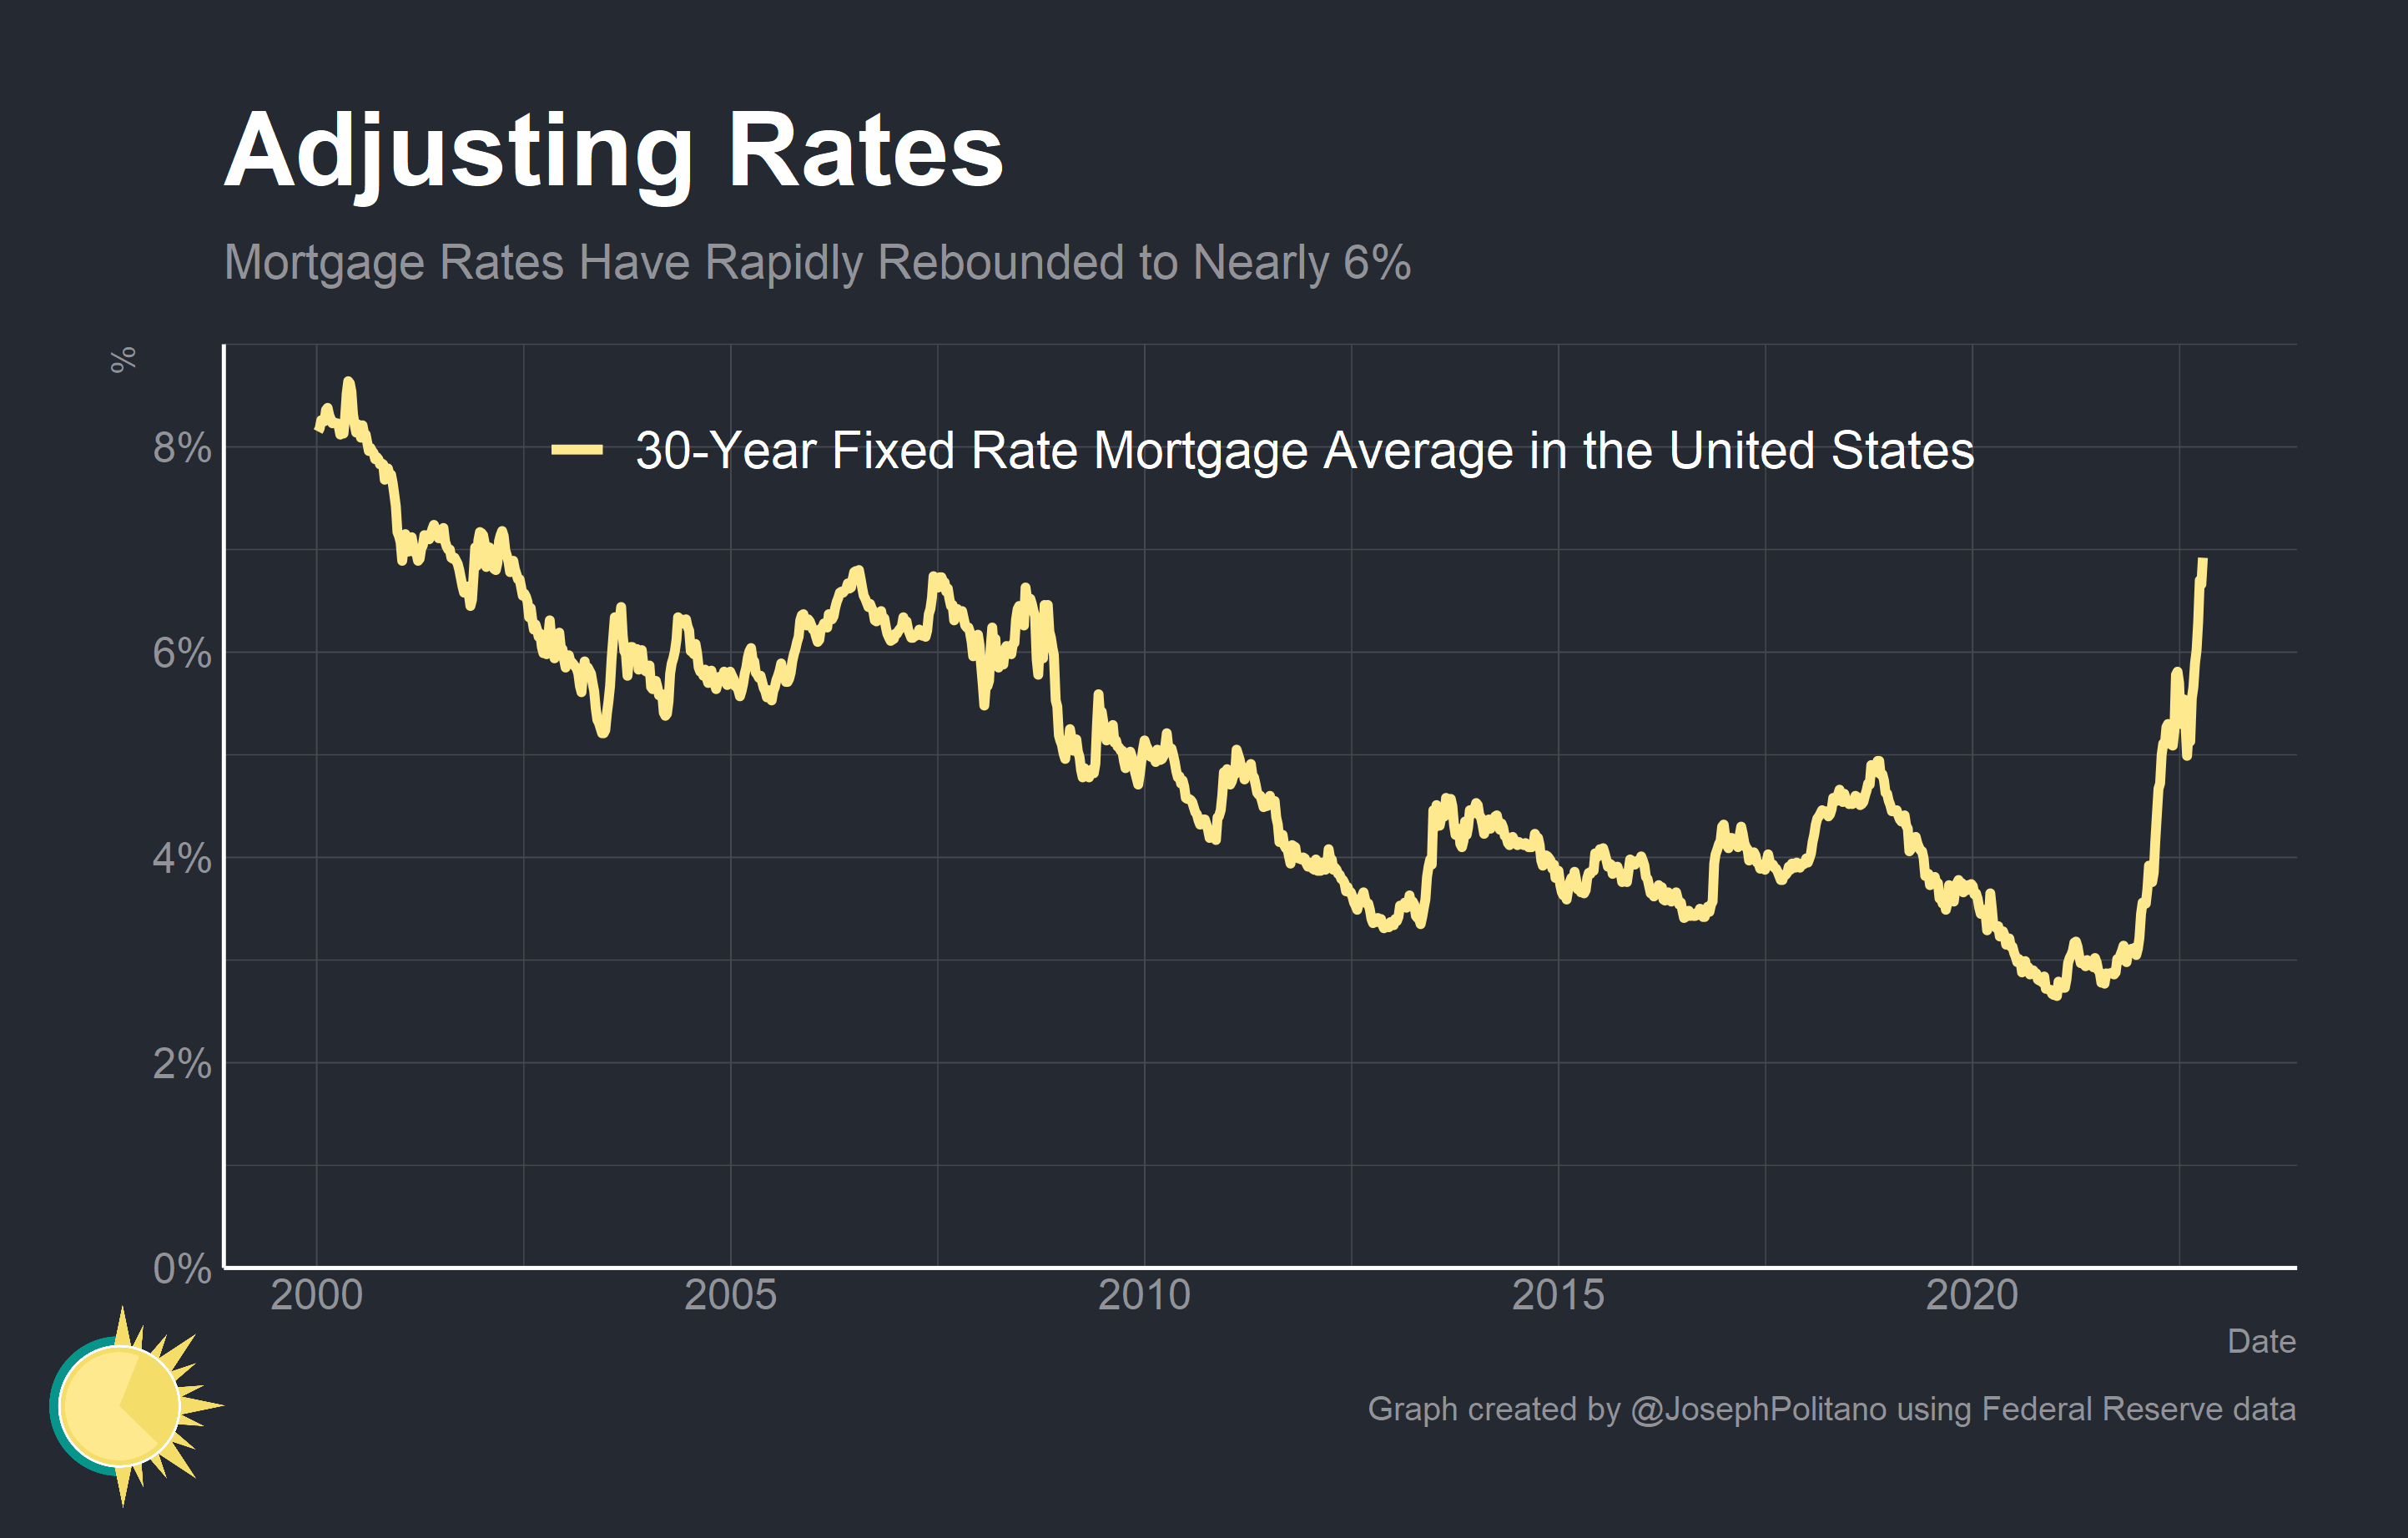 Adjusting Rates
Mortgage Rates Have Rapidly Rebounded to Nearly 6%
%
30-Year Fixed Rate Mortgage Average in the United States
8%
6%
4%
2%
0%
2000 2005 2010 2015 2020
Date
Graph created by @JosephPolitano using Federal Reserve data